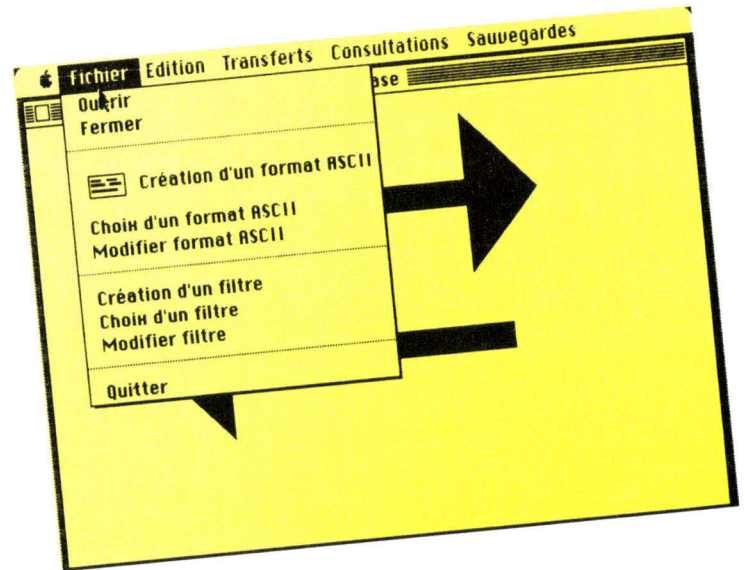 Fichier Edition Transferts Consultations Sauvegardes
ase
Ouvrir
Fermer
Création d'un format ASCII
Choix d'un format ASCII
Modifier format ASCII
Création d'un filtre
Choix d'un filtre
Modifier filtre
Quitter